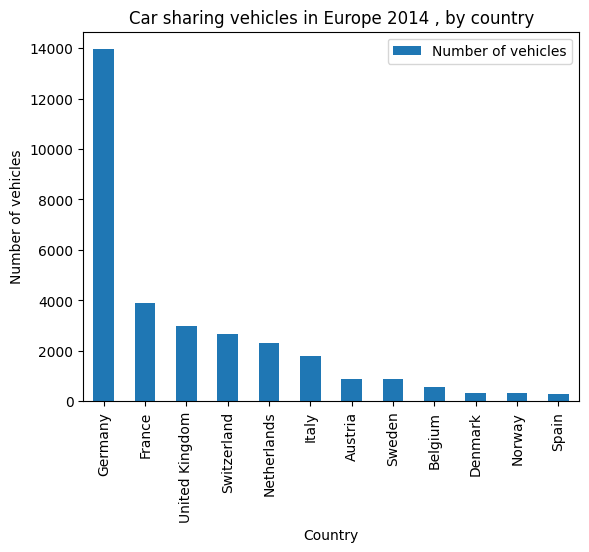 Car sharing vehicles in Europe 2014 , by country
Number of vehicles
Number of vehicles
14000
12000
10000
8000
6000
4000
2000
0
Germany
France
United Kingdom
Switzerland
Netherlands
Italy
Austria
Sweden
Belgium
Denmark
Norway
Spain
Country